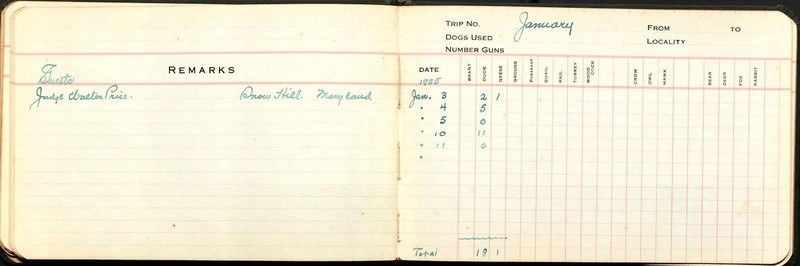 REMARKS
Guests
Judge Walter Price. Snow Hill. Maryland
TRIP NO. January FROM TO
DOGS USED LOCALITY
NUMBER GUNS
DATE BRANT DUCK GEESE GROUSE PHEASANT QUAIL RAIL TURKEY WOOD DUCK CROW OWL HAWK BEAR DEER FOX RABBIT
1935
Jan. 3 2 1
" 4 5
" 5 0
" 10 11
" 11 0
"
Total 18 1